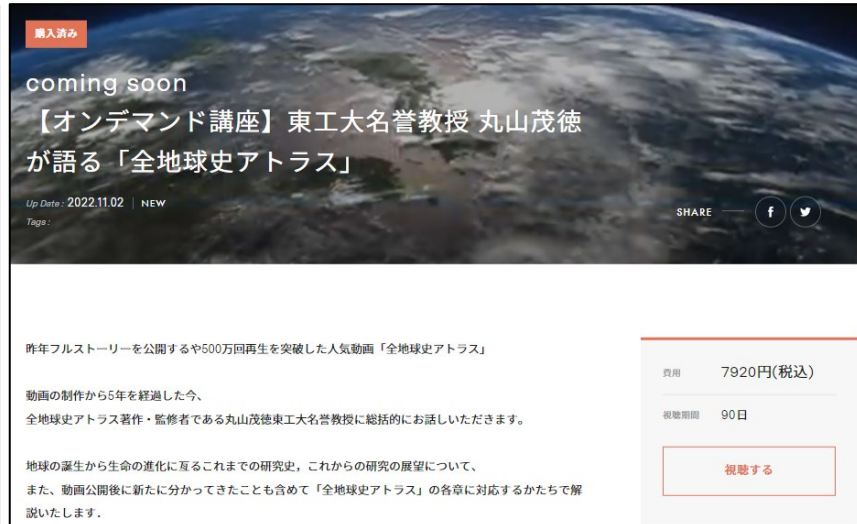 購入済み
coming soon
【オンデマンド講座】東工大名誉教授 丸山茂徳
が語る「全地球史アトラス」
Up Date : 2022.11.02 | NEW
Tags :
SHARE
昨年フルストーリーを公開するや500万回再生を突破した人気動画「全地球史アトラス」
動画の制作から5年を経過した今、
全地球史アトラス著作・監修者である丸山茂徳東工大名誉教授に総括的にお話しいただきます。
地球の誕生から生命の進化に亙るこれまでの研究史，これからの研究の展望について、
また、動画公開後に新たに分かってきたことも含めて「全地球史アトラス」の各章に対応するかたちで解
説いたします．
費用 7920円(税込)
視聴期間 90日
視聴する